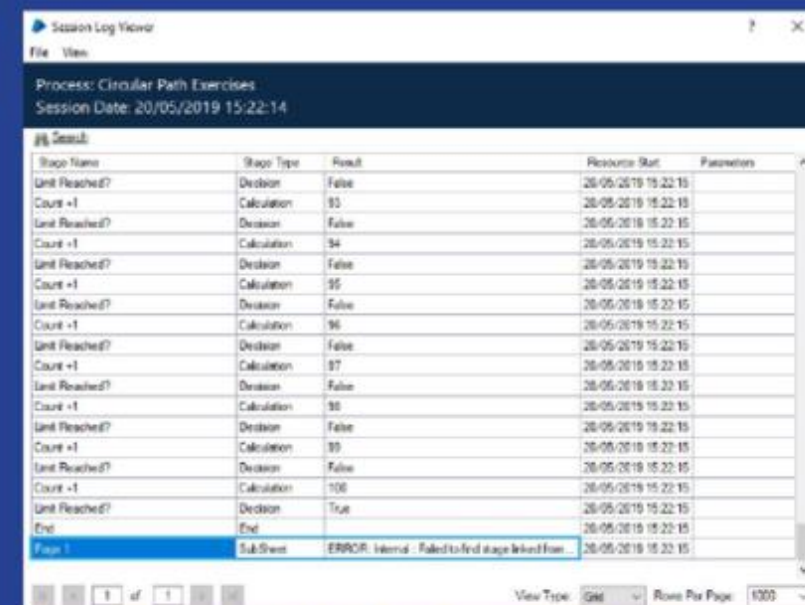 Session Log Viewer
File View
Process: Circular Path Exercises
Session Date: 20/05/2019 15:22:14
Search
Stage Name Stage Type Result Resource Start Parameters
Limit Reached? Decision False 20/05/2019 15:22:15
Count +1 Calculation 93 20/05/2019 15:22:15
Limit Reached? Decision False 20/05/2019 15:22:15
Count +1 Calculation 94 20/05/2019 15:22:15
Limit Reached? Decision False 20/05/2019 15:22:15
Count +1 Calculation 95 20/05/2019 15:22:15
Limit Reached? Decision False 20/05/2019 15:22:15
Count +1 Calculation 96 20/05/2019 15:22:15
Limit Reached? Decision False 20/05/2019 15:22:15
Count +1 Calculation 97 20/05/2019 15:22:15
Limit Reached? Decision False 20/05/2019 15:22:15
Count +1 Calculation 98 20/05/2019 15:22:15
Limit Reached? Decision False 20/05/2019 15:22:15
Count +1 Calculation 99 20/05/2019 15:22:15
Limit Reached? Decision False 20/05/2019 15:22:15
Count +1 Calculation 100 20/05/2019 15:22:15
Limit Reached? Decision True 20/05/2019 15:22:15
End End 20/05/2019 15:22:15
Page 1 SubSheet ERROR: Internal : Failed to find stage linked from ... 20/05/2019 15:22:15
1 of 1 View Type: Grid Rows Per Page: 1000